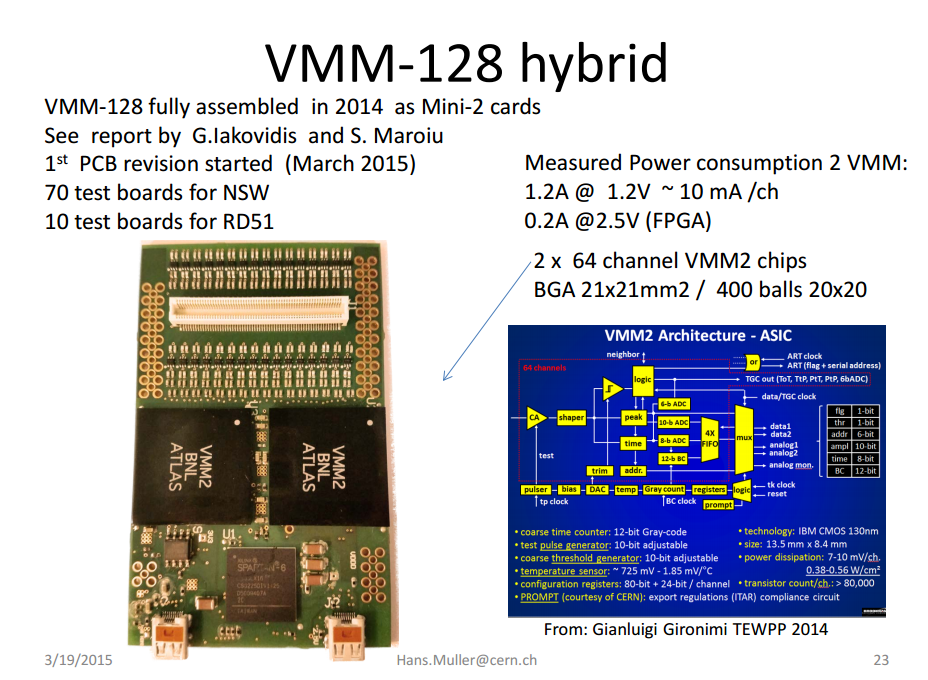 VMM-128 hybrid
VMM-128 fully assembled in 2014 as Mini-2 cards
See report by G.Iakovidis and S. Maroiu
1st PCB revision started (March 2015)
70 test boards for NSW
10 test boards for RD51
Measured Power consumption 2 VMM:
1.2A @ 1.2V ~ 10 mA /ch
0.2A @2.5V (FPGA)
2 x 64 channel VMM2 chips
BGA 21x21mm2 / 400 balls 20x20
VMM2
BNL
ATLAS
VMM2
BNL
ATLAS
U1
VMM2 Architecture - ASIC
neighbor
64 channels
logic
or
ART clock
ART (flag + serial address)
TGC out (ToT, TtP, PtT, PtP, 6bADC)
data/TGC clock
CA
shaper
peak
time
6-b ADC
10-b ADC
8-b ADC
12-b BC
4X
FIFO
mux
data1
data2
analog1
analog2
analog mon.
flg 1-bit
thr 1-bit
addr 6-bit
ampl 10-bit
time 8-bit
BC 12-bit
test
trim
addr.
pulser
bias
DAC
temp
Gray count
registers
logic
tk clock
reset
tp clock
BC clock
prompt
• coarse time counter: 12-bit Gray-code
• test pulse generator: 10-bit adjustable
• coarse threshold generator: 10-bit adjustable
• temperature sensor: ~ 725 mV - 1.85 mV/°C
• configuration registers: 80-bit + 24-bit / channel
• PROMPT (courtesy of CERN): export regulations (ITAR) compliance circuit
• technology: IBM CMOS 130nm
• size: 13.5 mm x 8.4 mm
• power dissipation: 7-10 mV/ch.
0.38-0.56 W/cm²
• transistor count/ch.: > 80,000
From: Gianluigi Gironimi TEWPP 2014
3/19/2015
Hans.Muller@cern.ch
23